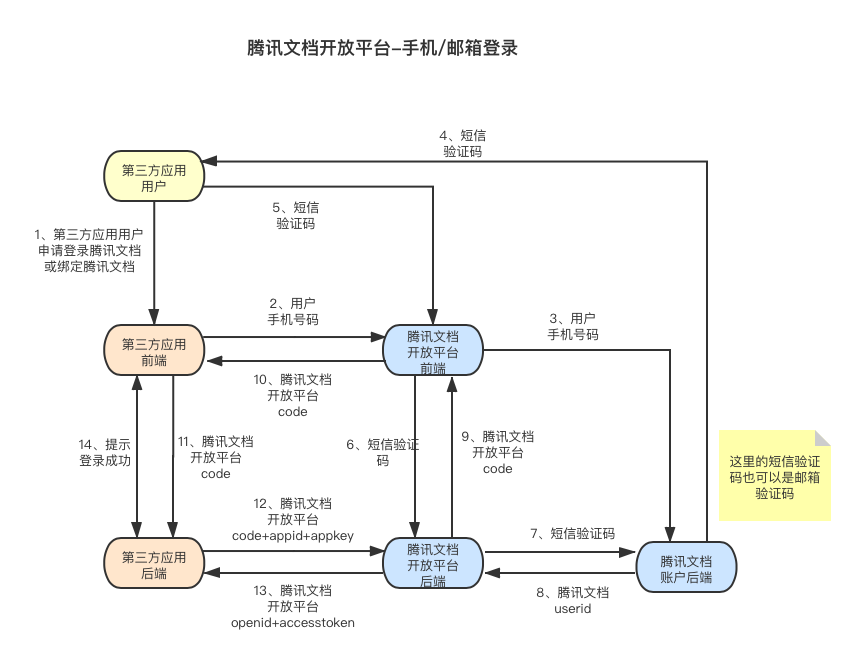 腾讯文档开放平台-手机/邮箱登录
4、短信
验证码
第三方应用
用户
5、短信
验证码
1、第三方应用用户
申请登录腾讯文档
或绑定腾讯文档
2、用户
手机号码
3、用户
手机号码
第三方应用
前端
腾讯文档
开放平台
前端
10、腾讯文档
开放平台
code
14、提示
登录成功
11、腾讯文档
开放平台
code
6、短信验证
码
9、腾讯文档
开放平台
code
这里的短信验证
码也可以是邮箱
验证码
12、腾讯文档
开放平台
code+appid+appkey
7、短信验证码
第三方应用
后端
腾讯文档
开放平台
后端
腾讯文档
账户后端
13、腾讯文档
开放平台
openid+accesstoken
8、腾讯文档
userid